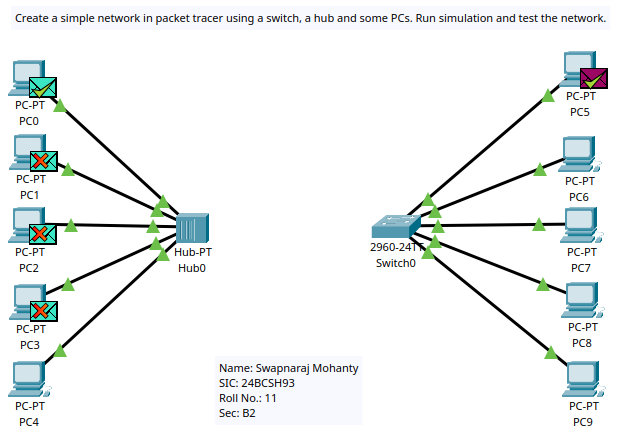 Create a simple network in packet tracer using a switch, a hub and some PCs. Run simulation and test the network.
PC-PT
PC0
PC-PT
PC1
PC-PT
PC2
PC-PT
PC3
PC-PT
PC4
Hub-PT
Hub0
2960-24TT
Switch0
PC-PT
PC5
PC-PT
PC6
PC-PT
PC7
PC-PT
PC8
PC-PT
PC9
Name: Swapnaraj Mohanty
SIC: 24BCSH93
Roll No.: 11
Sec: B2